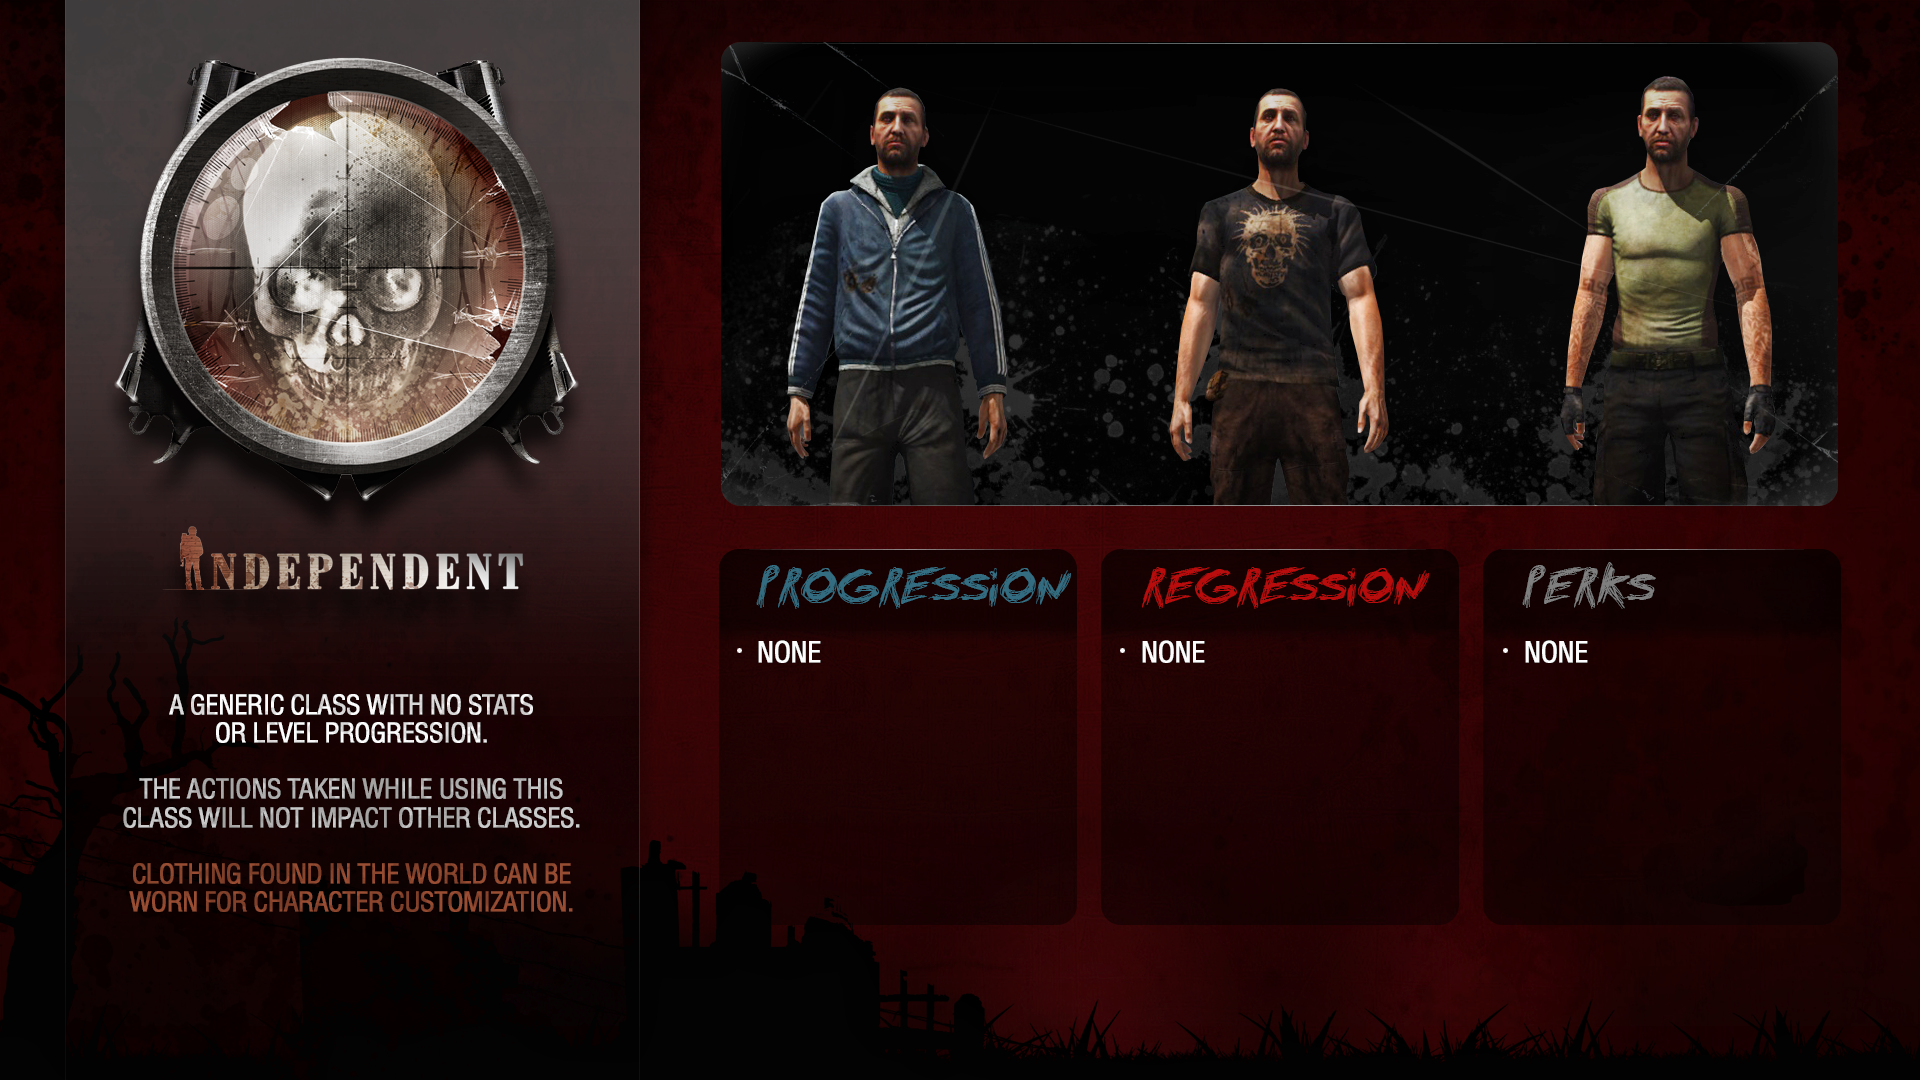 INDEPENDENT
A GENERIC CLASS WITH NO STATS
OR LEVEL PROGRESSION.
THE ACTIONS TAKEN WHILE USING THIS
CLASS WILL NOT IMPACT OTHER CLASSES.
CLOTHING FOUND IN THE WORLD CAN BE
WORN FOR CHARACTER CUSTOMIZATION.
PROGRESSION
• NONE
REGRESSION
• NONE
PERKS
• NONE